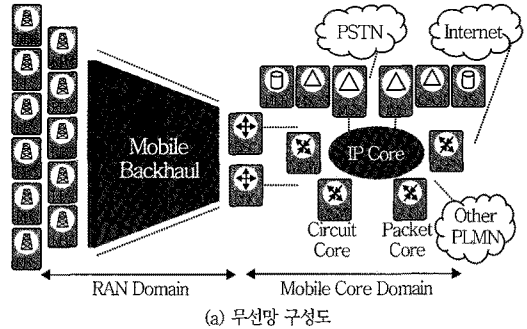 PSTN
Internet
Mobile
Backhaul
IP Core
Circuit
Core
Packet
Core
Other
PLMN
RAN Domain
Mobile Core Domain
(a) 무선망 구성도